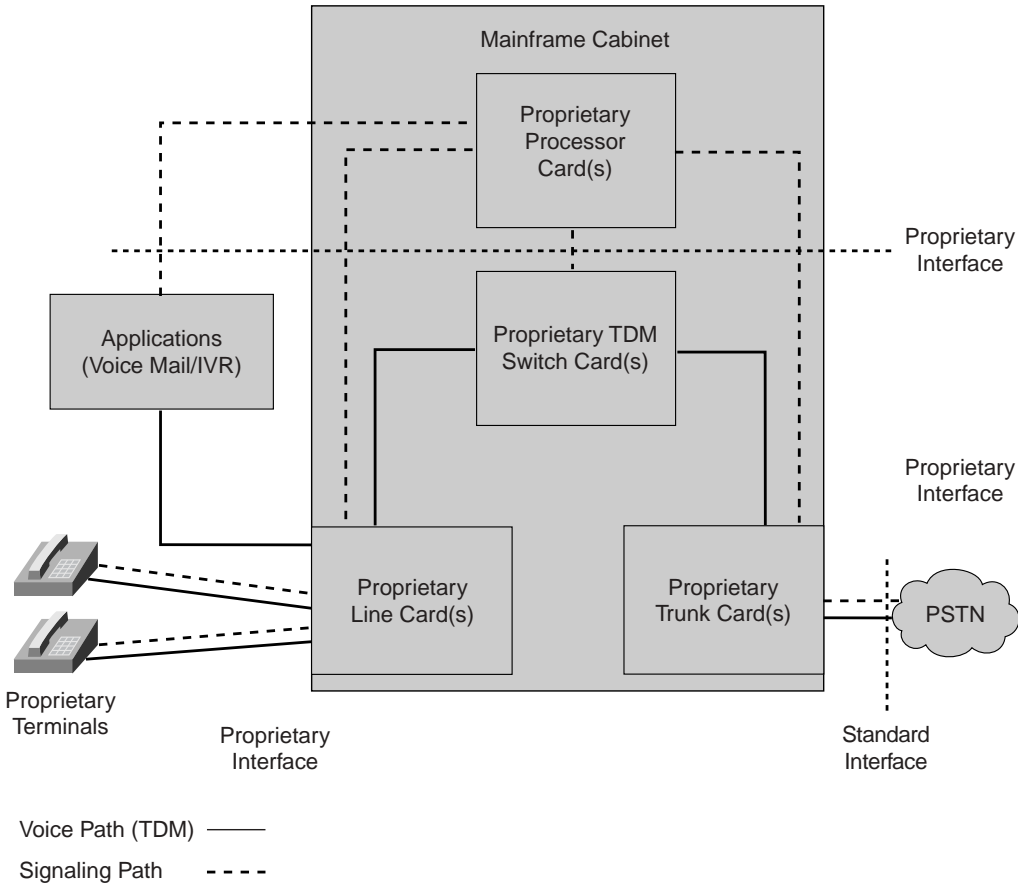 Mainframe Cabinet
Proprietary
Processor
Card(s)
Proprietary
Interface
Applications
(Voice Mail/IVR)
Proprietary TDM
Switch Card(s)
Proprietary
Interface
Proprietary
Line Card(s)
Proprietary
Trunk Card(s)
PSTN
Proprietary
Terminals
Proprietary
Interface
Standard
Interface
Voice Path (TDM)
Signaling Path